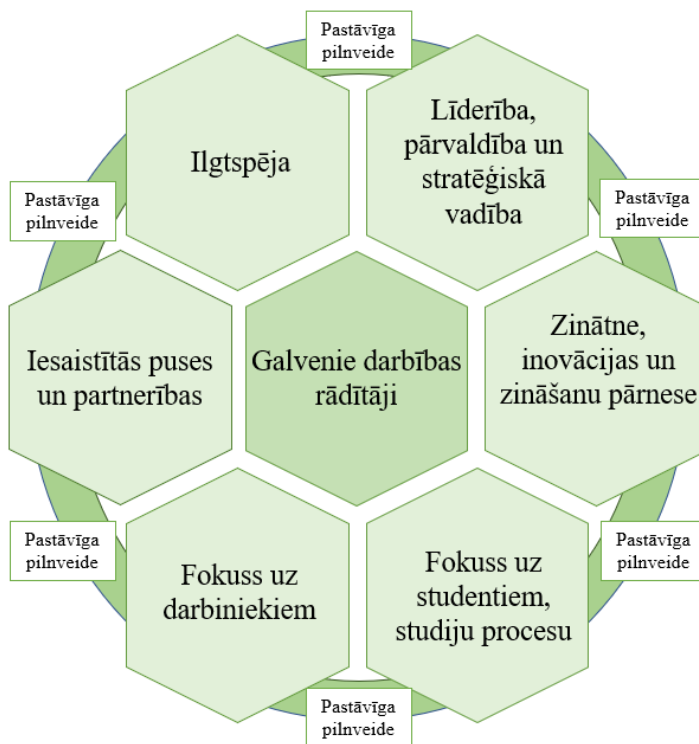 Pastāvīga
pilnveide
Ilgtspēja
Līderība,
pārvaldība un
stratēģiskā
vadība
Pastāvīga
pilnveide
Pastāvīga
pilnveide
Iesaistītās puses
un partnerības
Galvenie darbības
rādītāji
Zinātne,
inovācijas un
zināšanu pārnese
Pastāvīga
pilnveide
Pastāvīga
pilnveide
Fokuss uz
darbiniekiem
Fokuss uz
studentiem,
studiju procesu
Pastāvīga
pilnveide